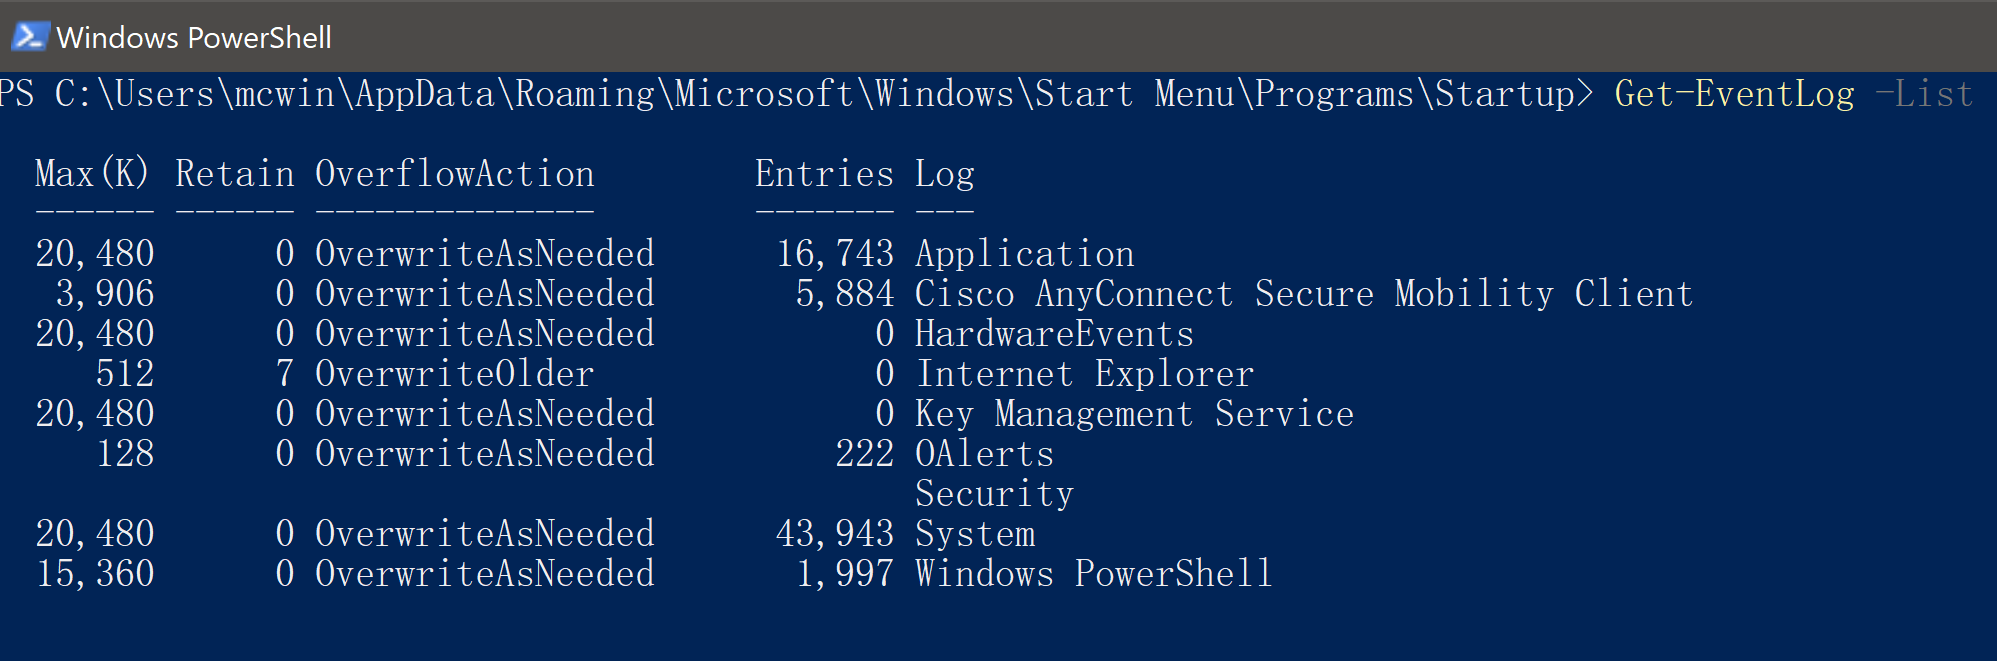 Windows PowerShell
PS C:\Users\mcwin\AppData\Roaming\Microsoft\Windows\Start Menu\Programs\Startup> Get-EventLog -List
Max(K) Retain OverflowAction Entries Log
------ ------ -------------- ------- ---
20,480 0 OverwriteAsNeeded 16,743 Application
3,906 0 OverwriteAsNeeded 5,884 Cisco AnyConnect Secure Mobility Client
20,480 0 OverwriteAsNeeded 0 HardwareEvents
512 7 OverwriteOlder 0 Internet Explorer
20,480 0 OverwriteAsNeeded 0 Key Management Service
128 0 OverwriteAsNeeded 222 OAlerts
Security
20,480 0 OverwriteAsNeeded 43,943 System
15,360 0 OverwriteAsNeeded 1,997 Windows PowerShell